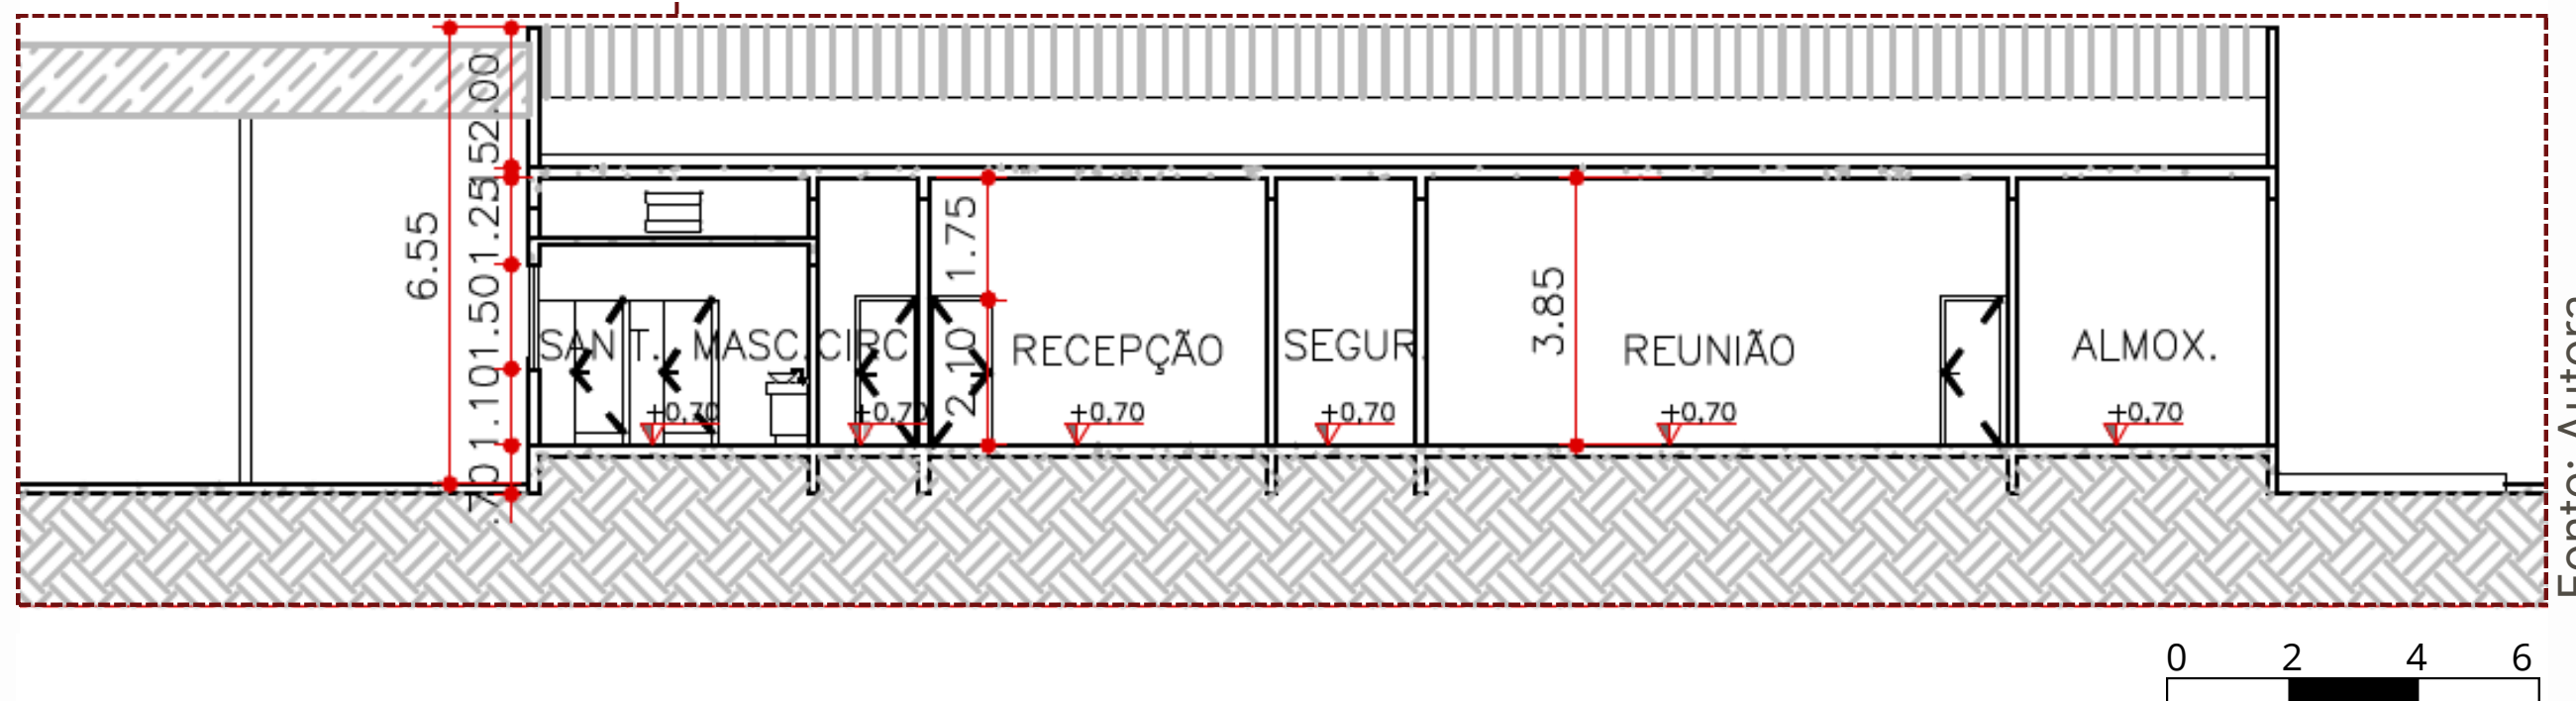 2.00
.15
1.25
1.50
1.10
.70
6.55
1.75
2.10
3.85
SANT. MASC.
CIRC
RECEPÇÃO
SEGUR.
REUNIÃO
ALMOX.
+0,70
+0,70
+0,70
+0,70
+0,70
+0,70
Fonte: Autora
0 2 4 6